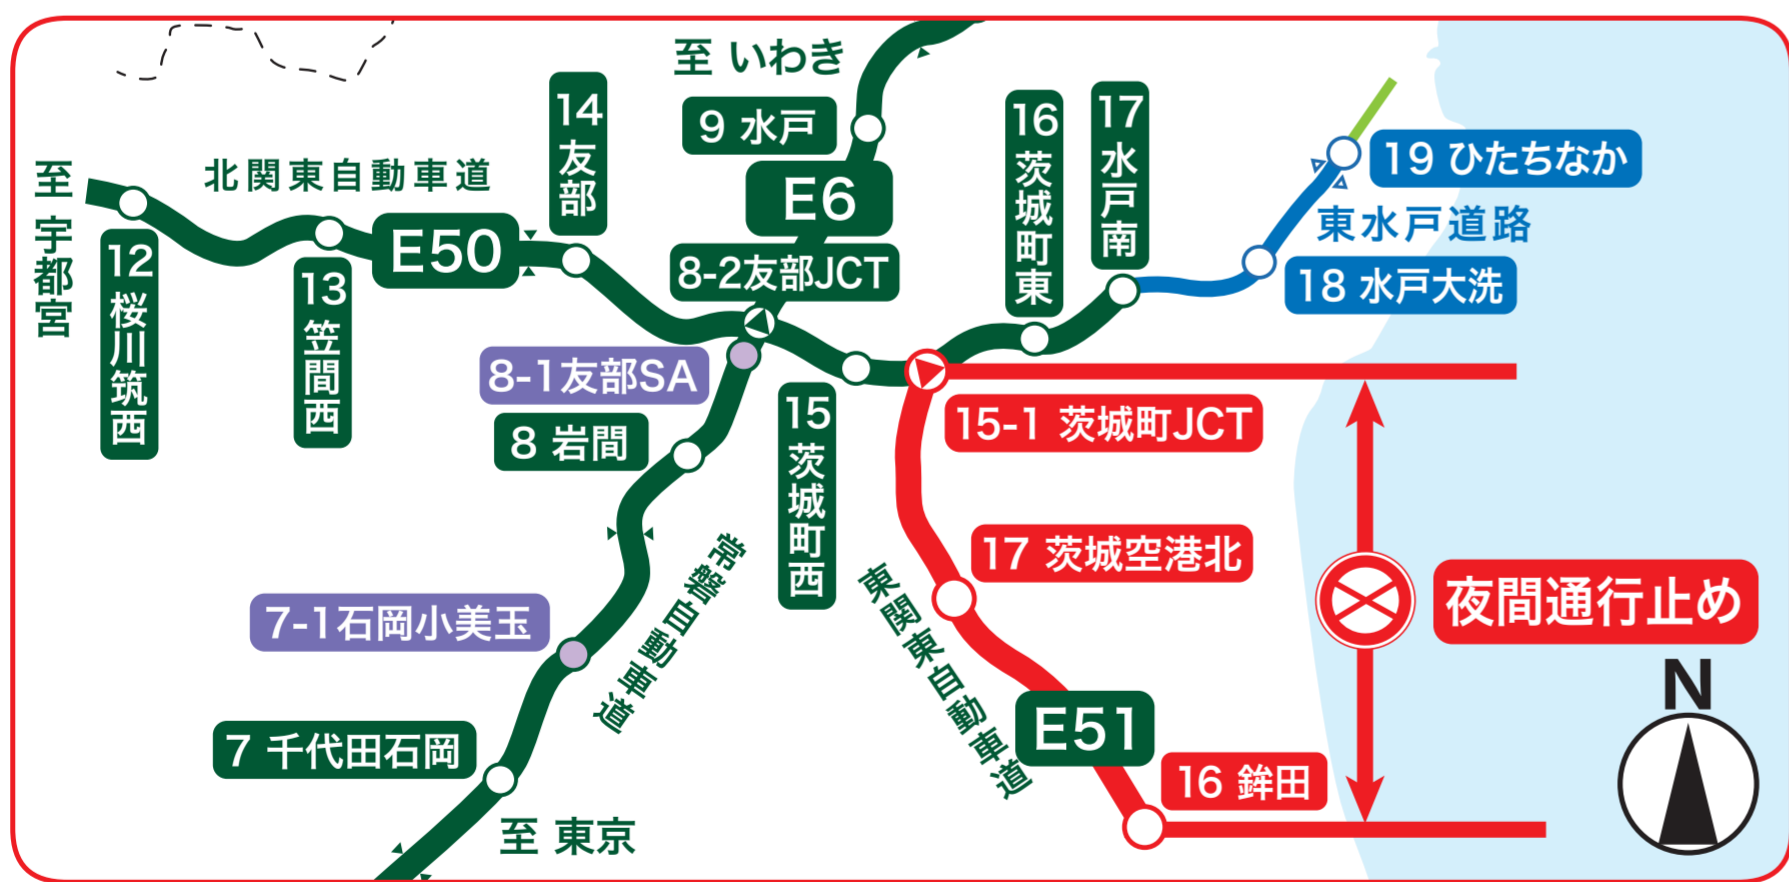 至 いわき
14 友部
9 水戸
16 茨城町東
17 水戸南
19 ひたちなか
至 宇都宮
北関東自動車道
E6
東水戸道路
E50
12 桜川筑西
13 笠間西
8-2友部JCT
18 水戸大洗
8-1友部SA
15 茨城町西
15-1 茨城町JCT
8 岩間
17 茨城空港北
常磐自動車道
東関東自動車道
7-1石岡小美玉
夜間通行止め
N
E51
7 千代田石岡
16 鉾田
至 東京